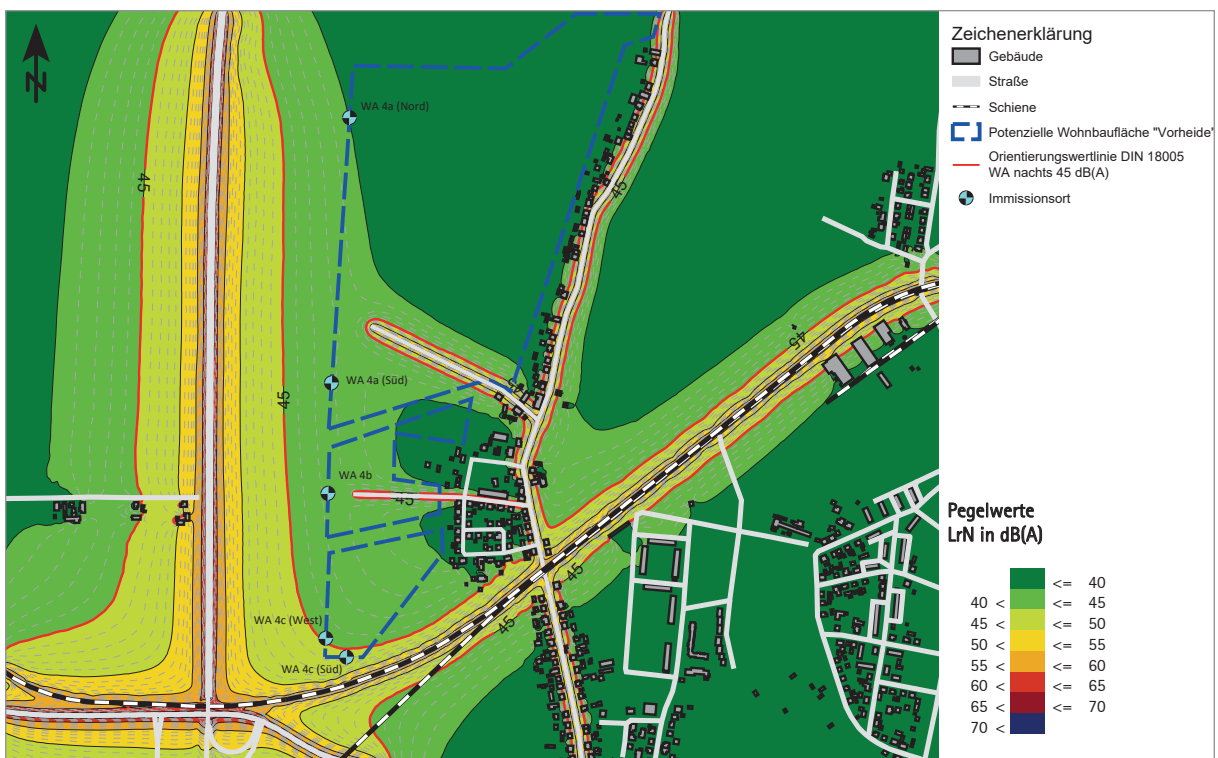 N
WA 4a (Nord)
45
45
WA 4a (Süd)
45
45
45
WA 4b
45
45
45
WA 4c (West)
WA 4c (Süd)
Zeichenerklärung
Gebäude
Straße
Schiene
Potenzielle Wohnbaufläche "Vorheide"
Orientierungswertlinie DIN 18005
WA nachts 45 dB(A)
Immissionsort
Pegelwerte
LrN in dB(A)
<= 40
40 < <= 45
45 < <= 50
50 < <= 55
55 < <= 60
60 < <= 65
65 < <= 70
70 <